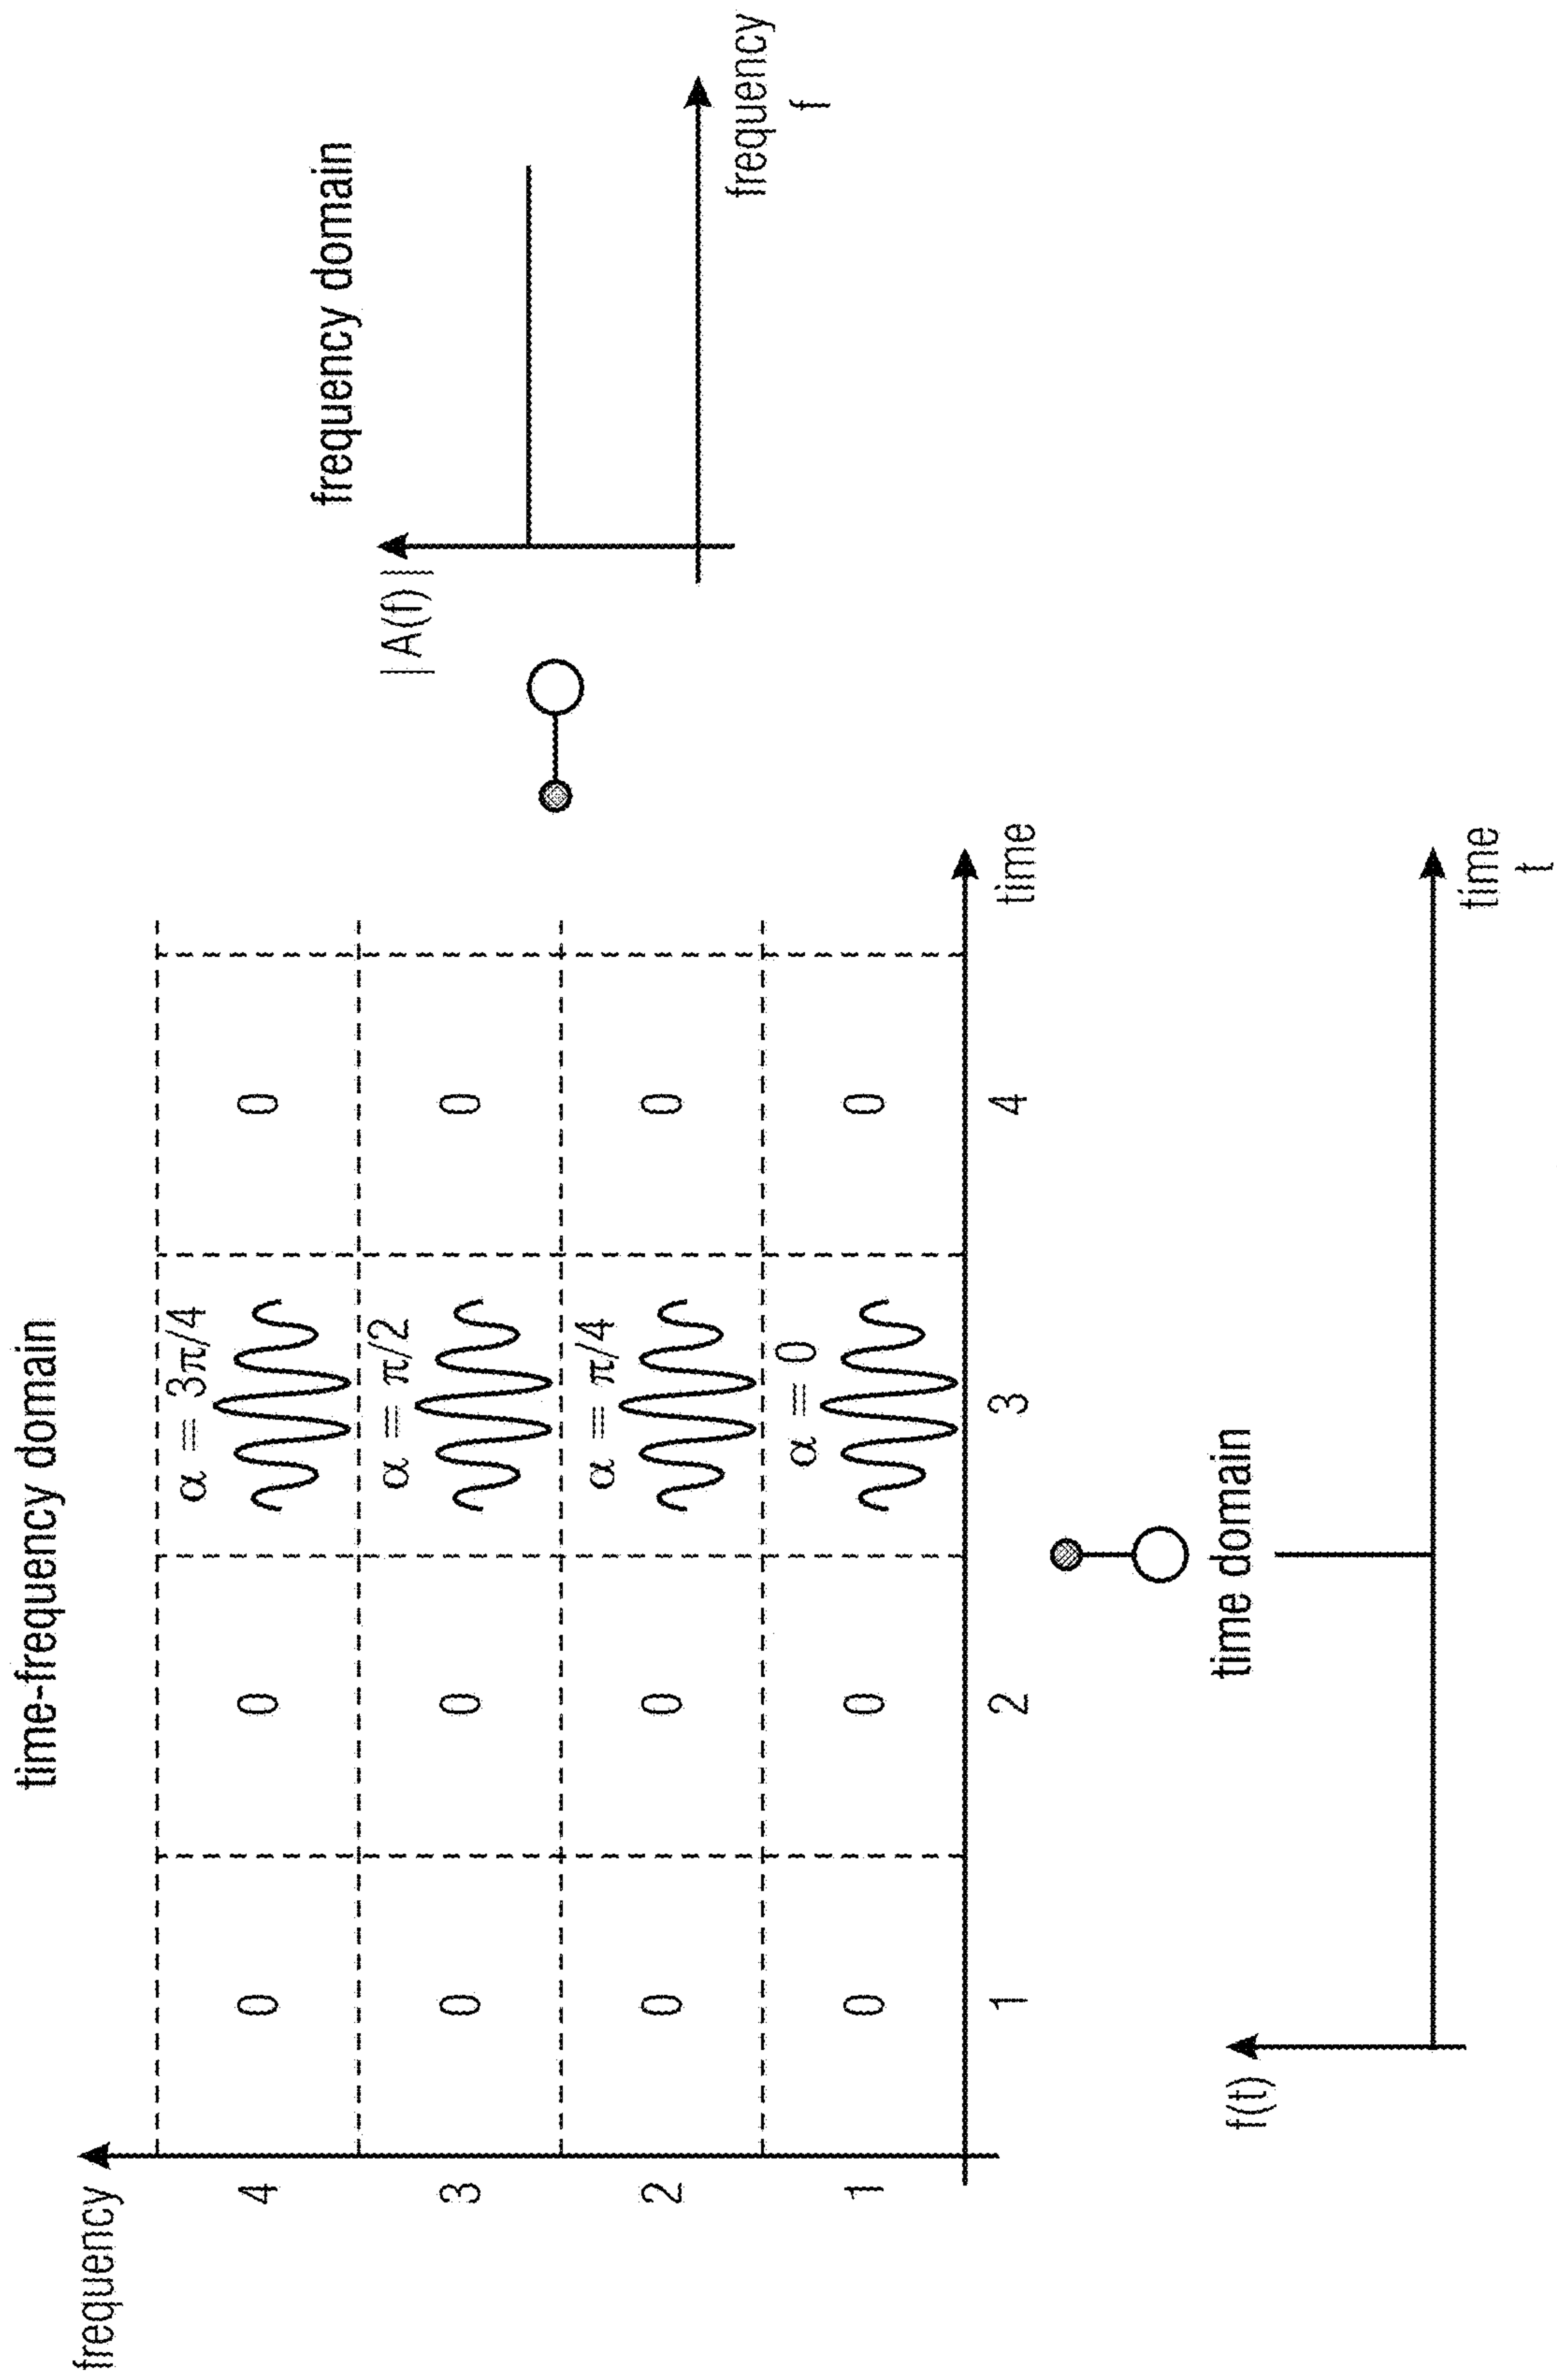 time-frequency domain
frequency
4
0
0
α = 3π/4
0
3
0
0
α = π/2
0
2
0
0
α = π/4
0
1
0
0
α = 0
0
1
2
3
4
time
frequency domain
|A(f)|
frequency
f
time domain
f(t)
time
t